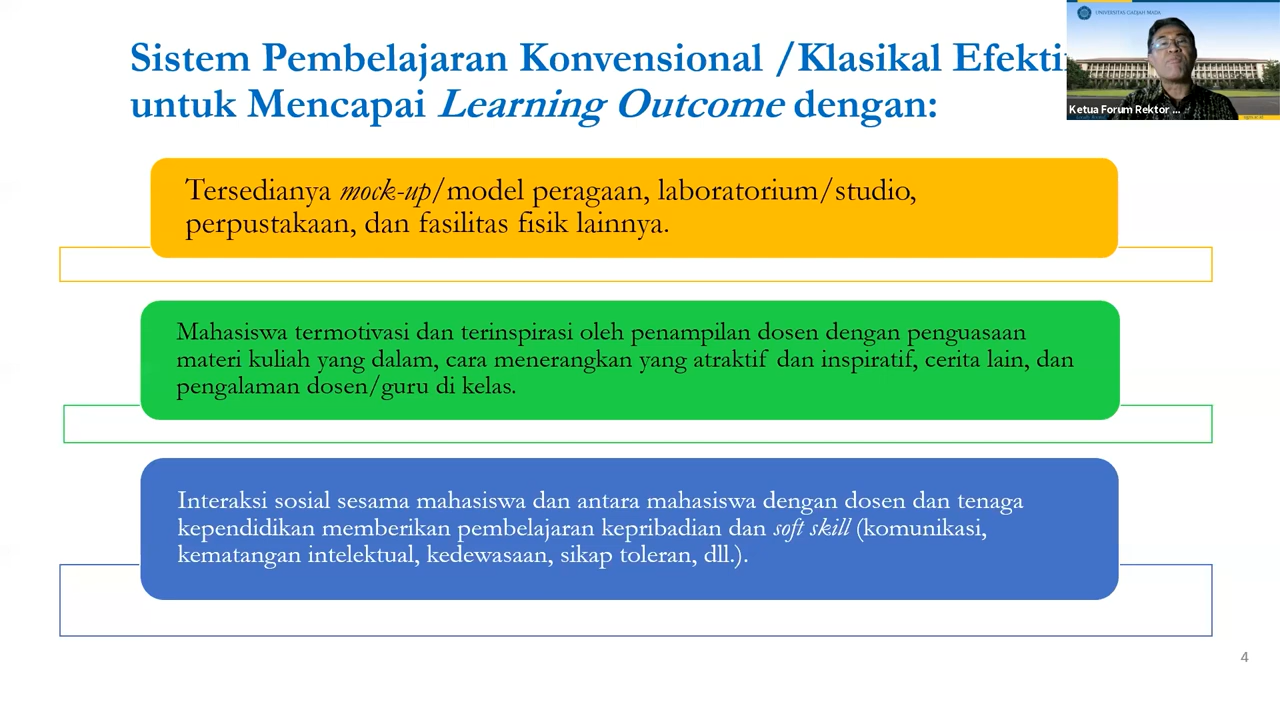 Sistem Pembelajaran Konvensional /Klasikal Efekti
untuk Mencapai Learning Outcome dengan:
UNIVERSITAS GADJAH MADA
Ketua Forum Rektor ...
Tersedianya mock-up/model peragaan, laboratorium/studio,
perpustakaan, dan fasilitas fisik lainnya.
Mahasiswa termotivasi dan terinspirasi oleh penampilan dosen dengan penguasaan
materi kuliah yang dalam, cara menerangkan yang atraktif dan inspiratif, cerita lain, dan
pengalaman dosen/guru di kelas.
Interaksi sosial sesama mahasiswa dan antara mahasiswa dengan dosen dan tenaga
kependidikan memberikan pembelajaran kepribadian dan soft skill (komunikasi,
kematangan intelektual, kedewasaan, sikap toleran, dll.).
4